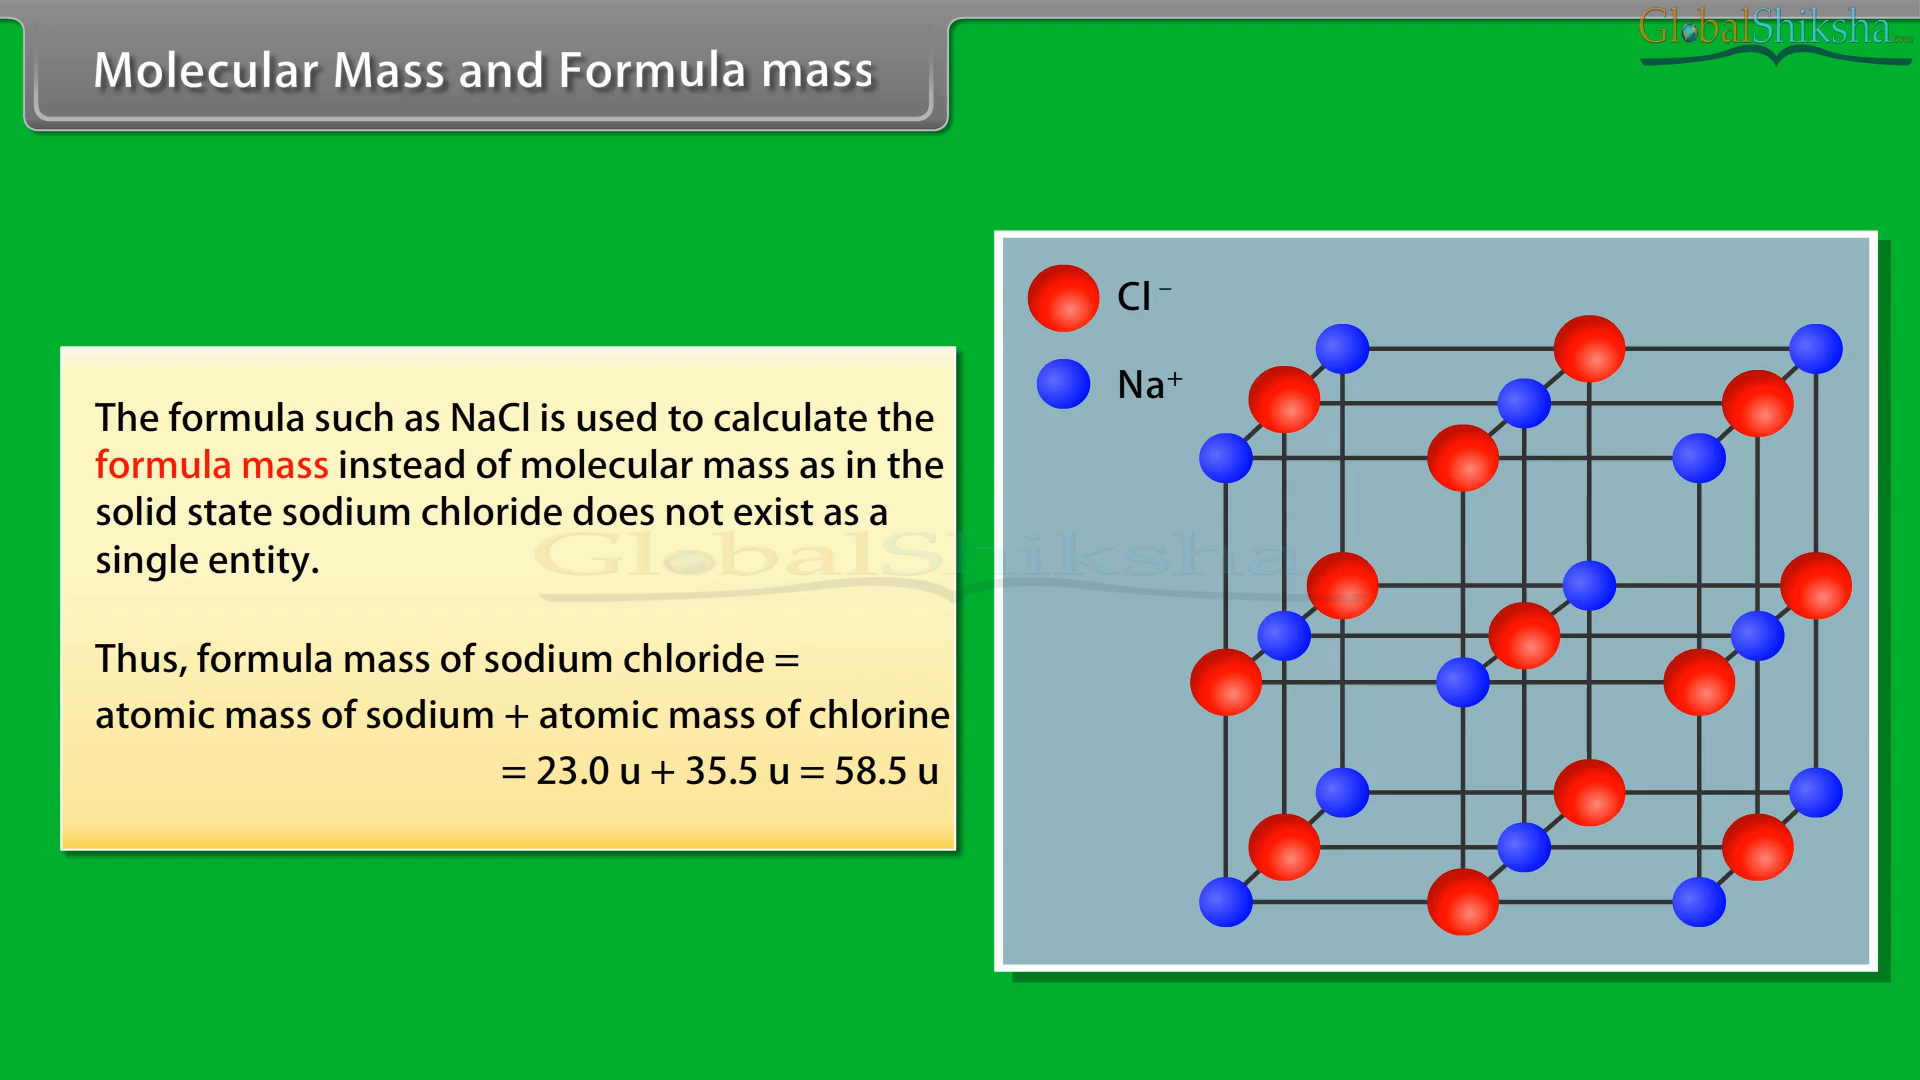 GlobalShiksha.com
Molecular Mass and Formula mass
Cl⁻
Na⁺
The formula such as NaCl is used to calculate the
formula mass instead of molecular mass as in the
solid state sodium chloride does not exist as a
single entity.
GlobalShiksha
Thus, formula mass of sodium chloride =
atomic mass of sodium + atomic mass of chlorine
= 23.0 u + 35.5 u = 58.5 u